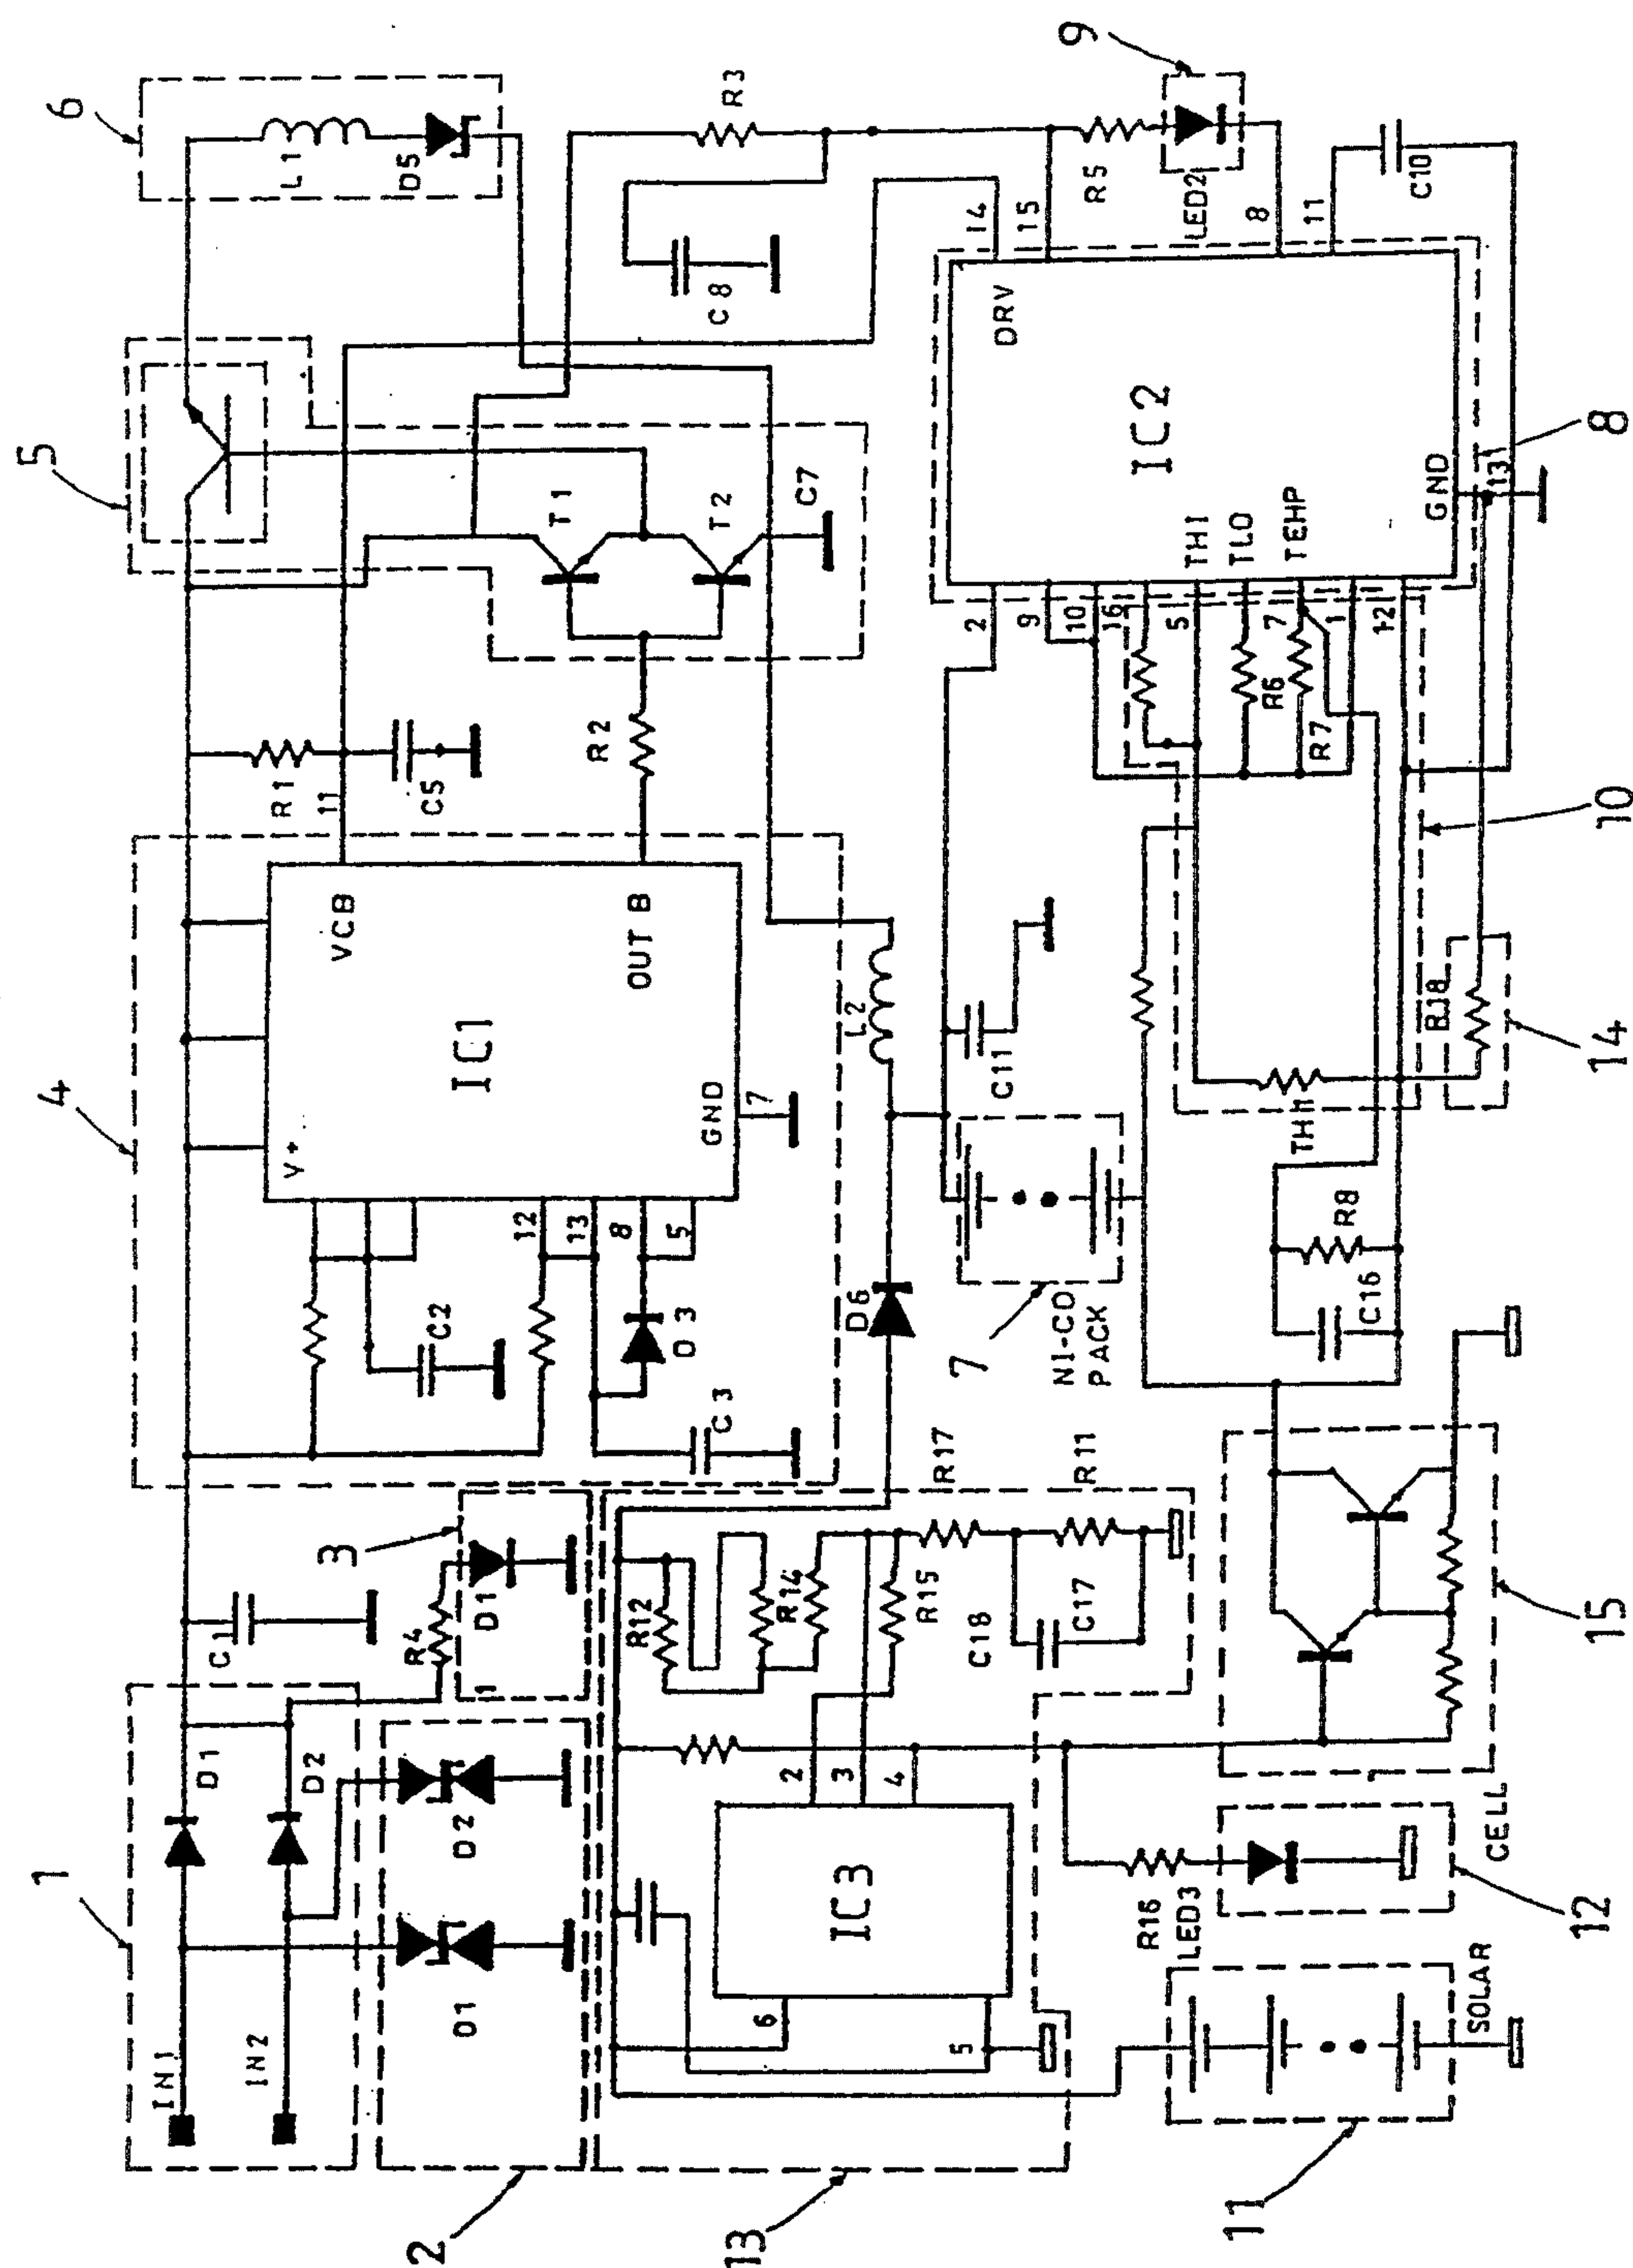 1
2
3
4
5
6
IN1
IN2
D1
D2
D1
D2
C1
R4
D1
V+
IC1
VCB
OUT B
GND
7
12
13
8
5
C2
D3
C3
R1
11
C5
R2
T1
T2
C7
L1
D5
R3
C8
L2
D6
C11
7
NI-CD
PACK
13
IC3
2
3
4
5
6
R12
R14
R15
R17
R11
C18
C17
IC2
DRV
THI
TLO
TEMP
GND
2
9
10
16
5
7
1
12
13
14
15
8
11
R5
LED2
9
C10
8
R6
R7
10
TH1
R18
14
R8
C16
15
R16
LED3
12
CELL
SOLAR
11